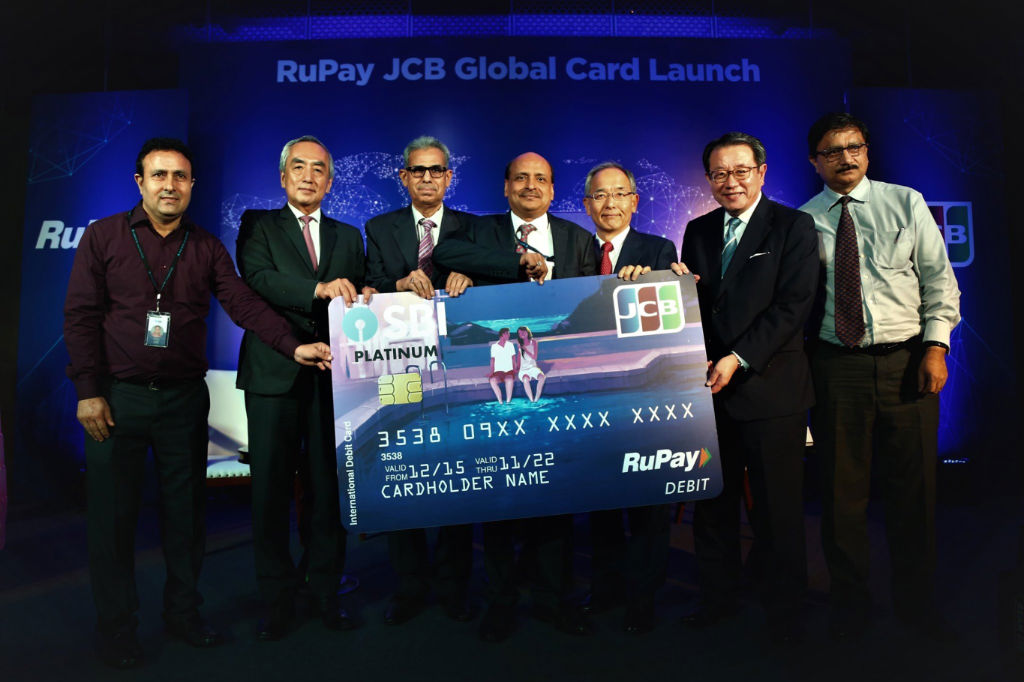 RuPay JCB Global Card Launch
Ru
B
SBI
JCB
PLATINUM
3538 09XX XXXX XXXX
3538
VALID FROM 12/15 VALID THRU 11/22
CARDHOLDER NAME
International Debit Card
RuPay
DEBIT